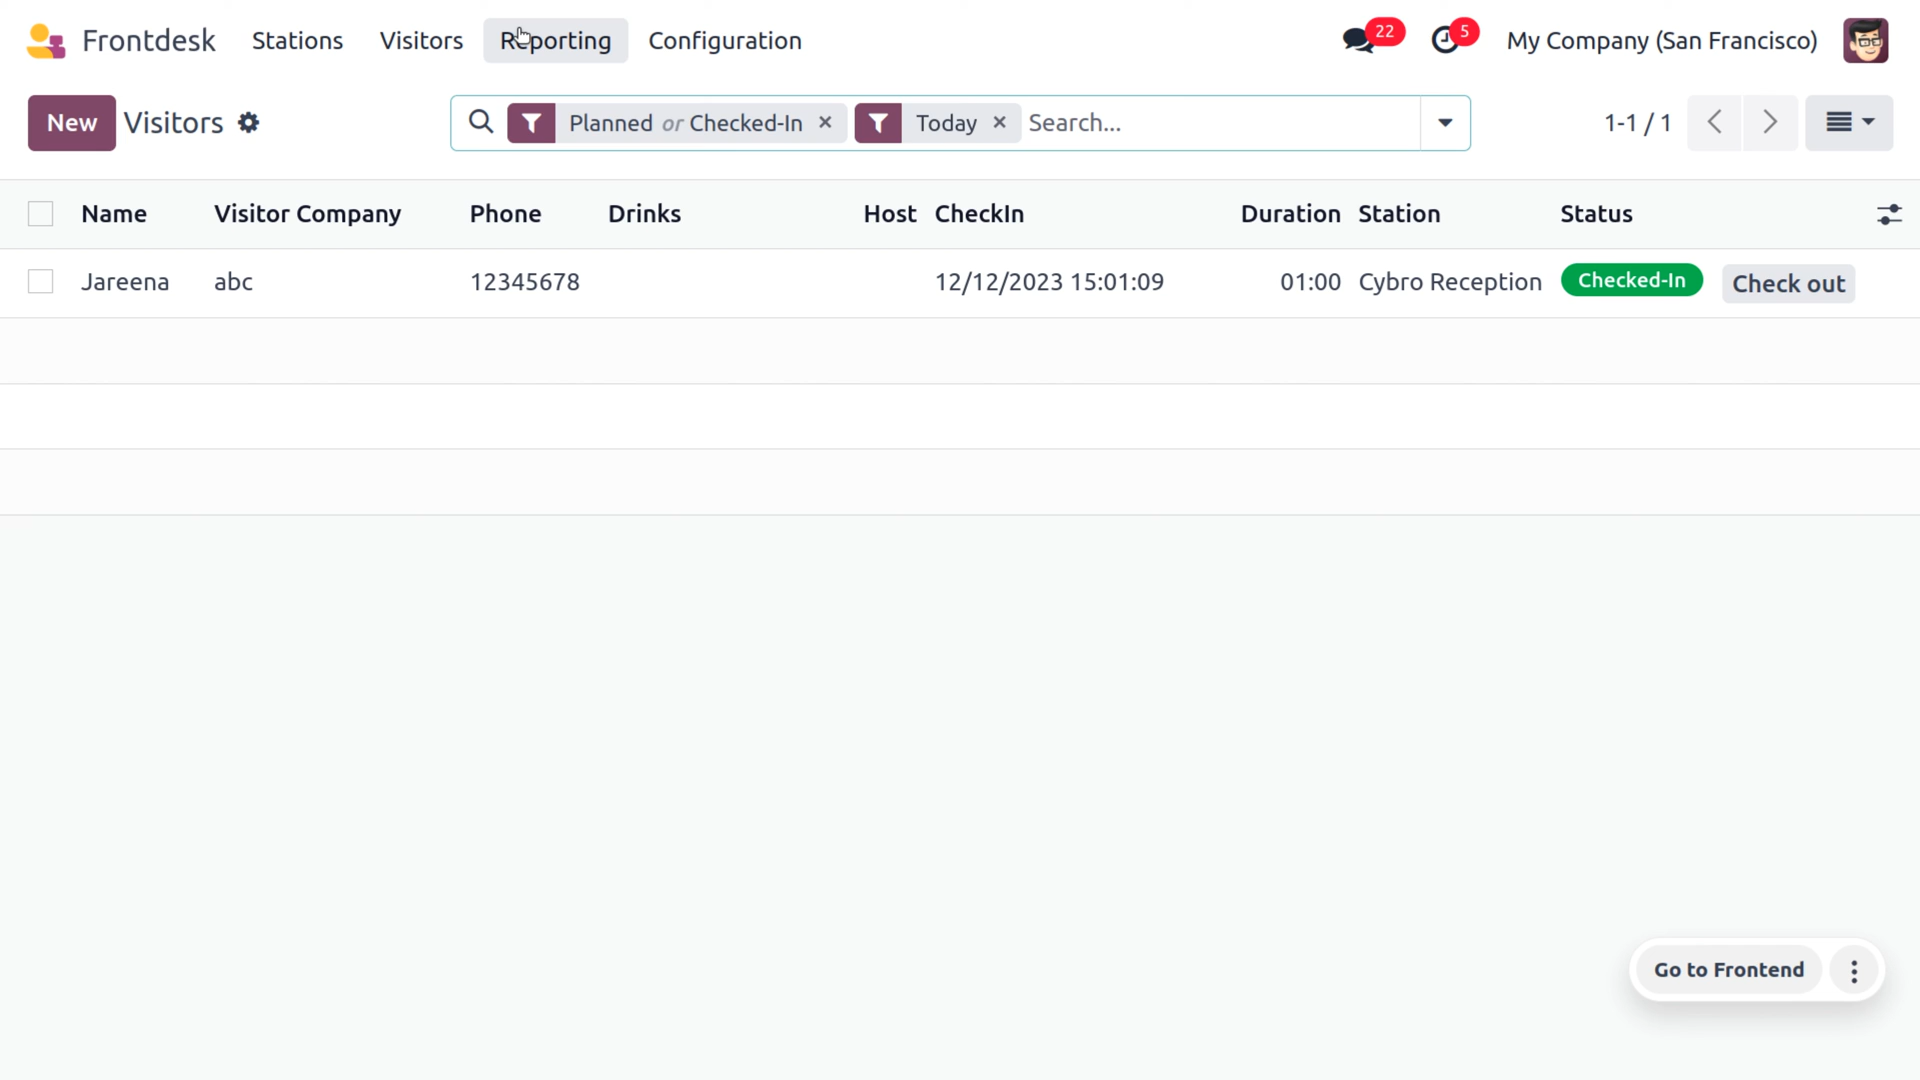 Frontdesk Stations Visitors Reporting Configuration 22 5 My Company (San Francisco)
New Visitors Planned or Checked-In × Today × Search... 1-1 / 1
Name Visitor Company Phone Drinks Host CheckIn Duration Station Status
Jareena abc 12345678 12/12/2023 15:01:09 01:00 Cybro Reception Checked-In Check out
Go to Frontend